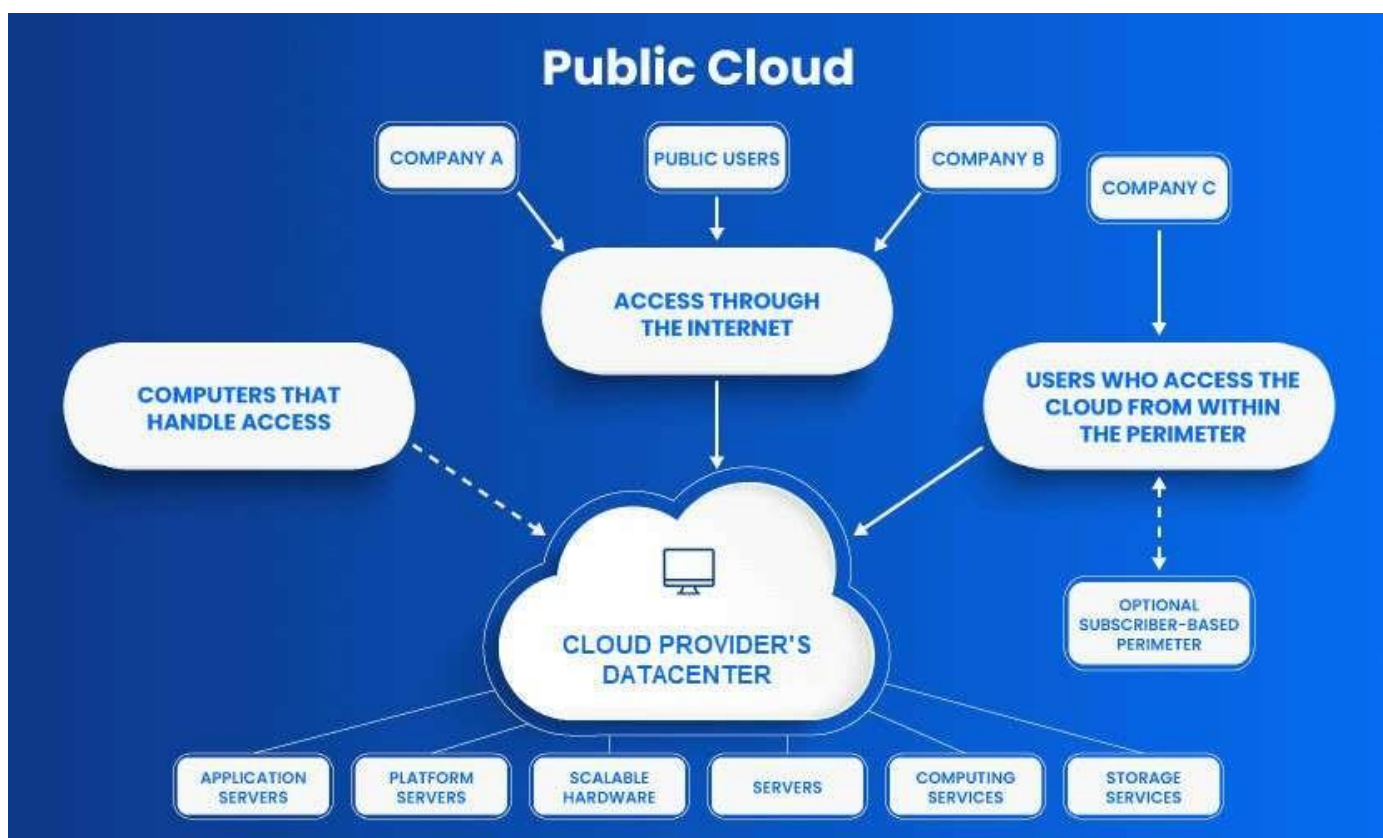 Public Cloud
COMPANY A
PUBLIC USERS
COMPANY B
COMPANY C
ACCESS THROUGH
THE INTERNET
COMPUTERS THAT
HANDLE ACCESS
USERS WHO ACCESS THE
CLOUD FROM WITHIN
THE PERIMETER
OPTIONAL
SUBSCRIBER-BASED
PERIMETER
CLOUD PROVIDER'S
DATACENTER
APPLICATION
SERVERS
PLATFORM
SERVERS
SCALABLE
HARDWARE
SERVERS
COMPUTING
SERVICES
STORAGE
SERVICES